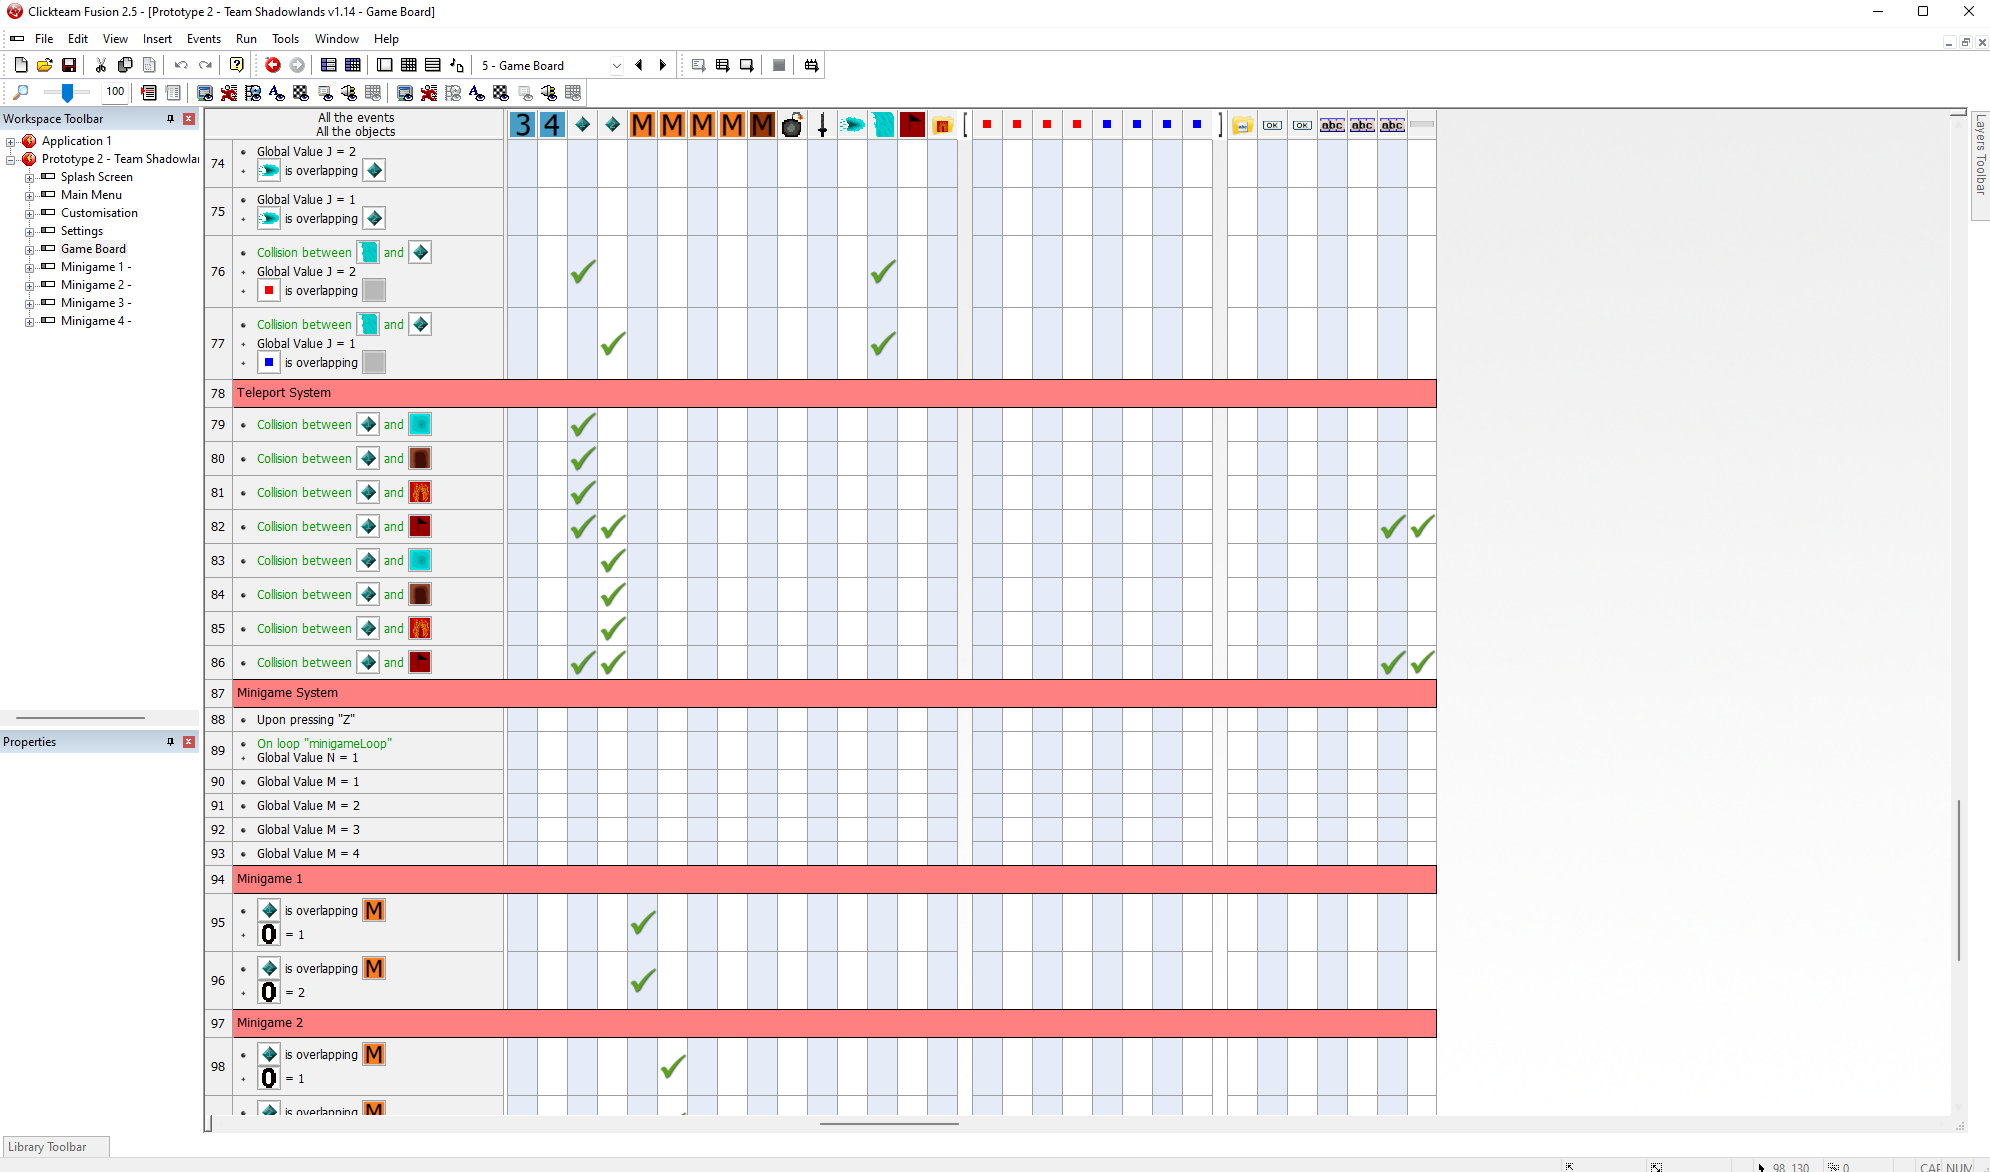 Clickteam Fusion 2.5 - [Prototype 2 - Team Shadowlands v1.14 - Game Board]
File Edit View Insert Events Run Tools Window Help
5 - Game Board
100
Workspace Toolbar
Application 1
Prototype 2 - Team Shadowlar
Splash Screen
Main Menu
Customisation
Settings
Game Board
Minigame 1 -
Minigame 2 -
Minigame 3 -
Minigame 4 -
Properties
Library Toolbar
Layers Toolbar
All the events
All the objects
3 4 M M M M M [ ] OK OK abc abc abc
74 Global Value J = 2
is overlapping
75 Global Value J = 1
is overlapping
76 Collision between and
Global Value J = 2
is overlapping
77 Collision between and
Global Value J = 1
is overlapping
78 Teleport System
79 Collision between and
80 Collision between and
81 Collision between and
82 Collision between and
83 Collision between and
84 Collision between and
85 Collision between and
86 Collision between and
87 Minigame System
88 Upon pressing "Z"
89 On loop "minigameLoop"
Global Value N = 1
90 Global Value M = 1
91 Global Value M = 2
92 Global Value M = 3
93 Global Value M = 4
94 Minigame 1
95 is overlapping M
0 = 1
96 is overlapping M
0 = 2
97 Minigame 2
98 is overlapping M
0 = 1
is overlapping M
98, 130 0 CAP NUM